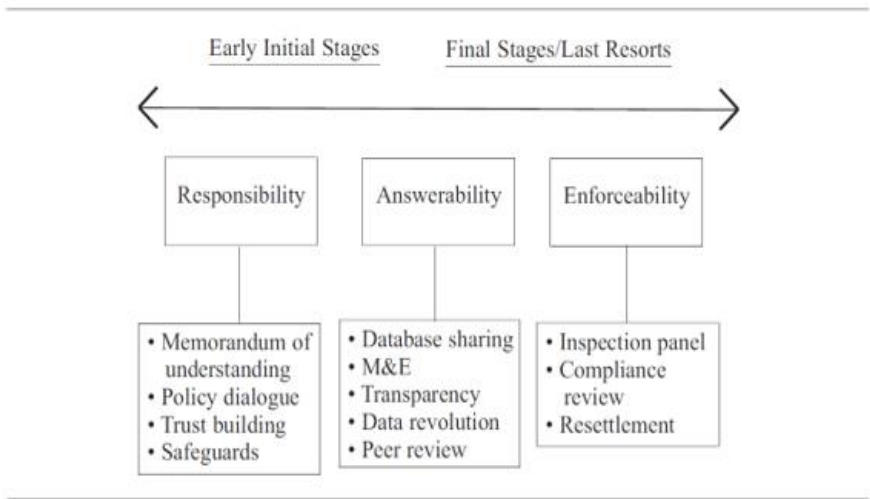 Early Initial Stages
Final Stages/Last Resorts
Responsibility
Answerability
Enforceability
• Memorandum of
understanding
• Policy dialogue
• Trust building
• Safeguards
• Database sharing
• M&E
• Transparency
• Data revolution
• Peer review
• Inspection panel
• Compliance
review
• Resettlement